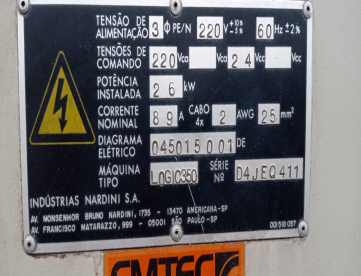 TENSÃO DE ALIMENTAÇÃO 3 Φ PE/N 220 V +10% -5% 60 Hz ±2%
TENSÕES DE COMANDO 220 Vca Vca 24 Vcc Vcc
POTÊNCIA INSTALADA 26 kW
CORRENTE NOMINAL 89 A CABO 4x 2 AWG 25 mm²
DIAGRAMA ELÉTRICO 045015001 DE
MÁQUINA TIPO LOGIC350 SÉRIE Nº D4JEQ411
INDÚSTRIAS NARDINI S.A.
AV. MONSENHOR BRUNO NARDINI, 1735 - 13470 AMERICANA-SP
AV. FRANCISCO MATARAZZO, 999 - 05001 SÃO PAULO-SP